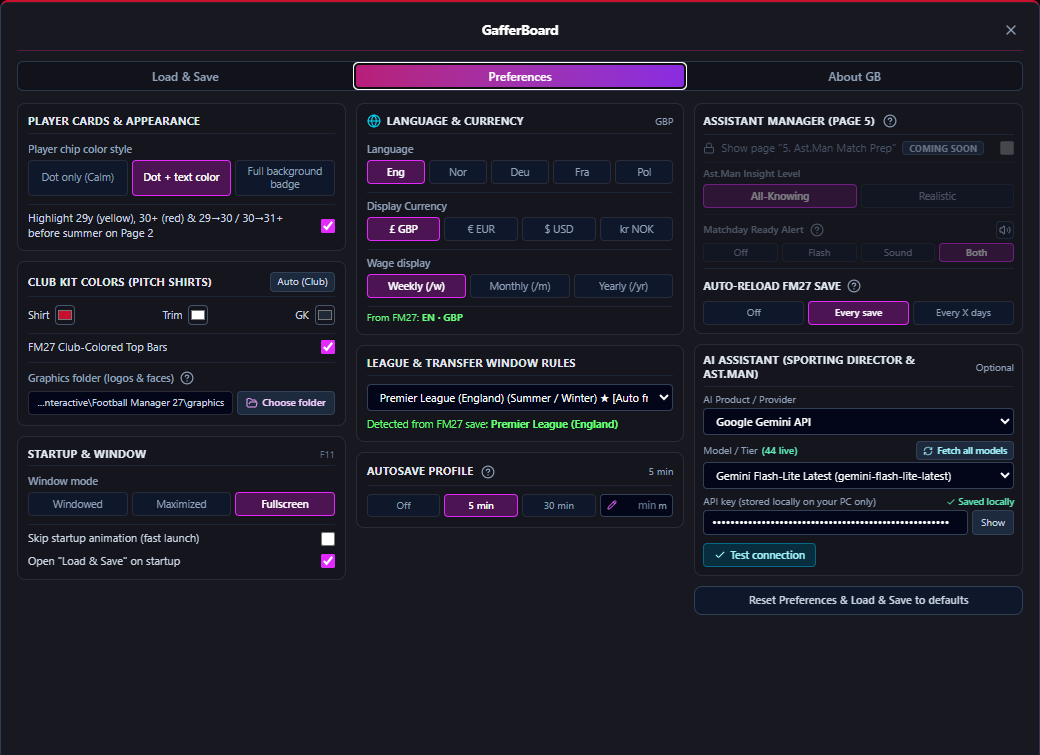 GafferBoard
Load & Save
Preferences
About GB
PLAYER CARDS & APPEARANCE
Player chip color style
Dot only (Calm)
Dot + text color
Full background
badge
Highlight 29y (yellow), 30+ (red) & 29→30 / 30→31+
before summer on Page 2
CLUB KIT COLORS (PITCH SHIRTS)
Auto (Club)
Shirt
Trim
GK
FM27 Club-Colored Top Bars
Graphics folder (logos & faces) ?
...nteractive\Football Manager 27\graphics
Choose folder
STARTUP & WINDOW
F11
Window mode
Windowed
Maximized
Fullscreen
Skip startup animation (fast launch)
Open "Load & Save" on startup
LANGUAGE & CURRENCY
GBP
Language
Eng
Nor
Deu
Fra
Pol
Display Currency
£ GBP
€ EUR
$ USD
kr NOK
Wage display
Weekly (/w)
Monthly (/m)
Yearly (/yr)
From FM27: EN · GBP
LEAGUE & TRANSFER WINDOW RULES
Premier League (England) (Summer / Winter) ★ [Auto fr
Detected from FM27 save: Premier League (England)
AUTOSAVE PROFILE ?
5 min
Off
5 min
30 min
min m
ASSISTANT MANAGER (PAGE 5) ?
Show page "5. Ast.Man Match Prep"
COMING SOON
Ast.Man Insight Level
All-Knowing
Realistic
Matchday Ready Alert ?
Off
Flash
Sound
Both
AUTO-RELOAD FM27 SAVE ?
Off
Every save
Every X days
AI ASSISTANT (SPORTING DIRECTOR &
AST.MAN)
Optional
AI Product / Provider
Google Gemini API
Model / Tier (44 live)
Fetch all models
Gemini Flash-Lite Latest (gemini-flash-lite-latest)
API key (stored locally on your PC only)
✓ Saved locally
Show
✓ Test connection
Reset Preferences & Load & Save to defaults